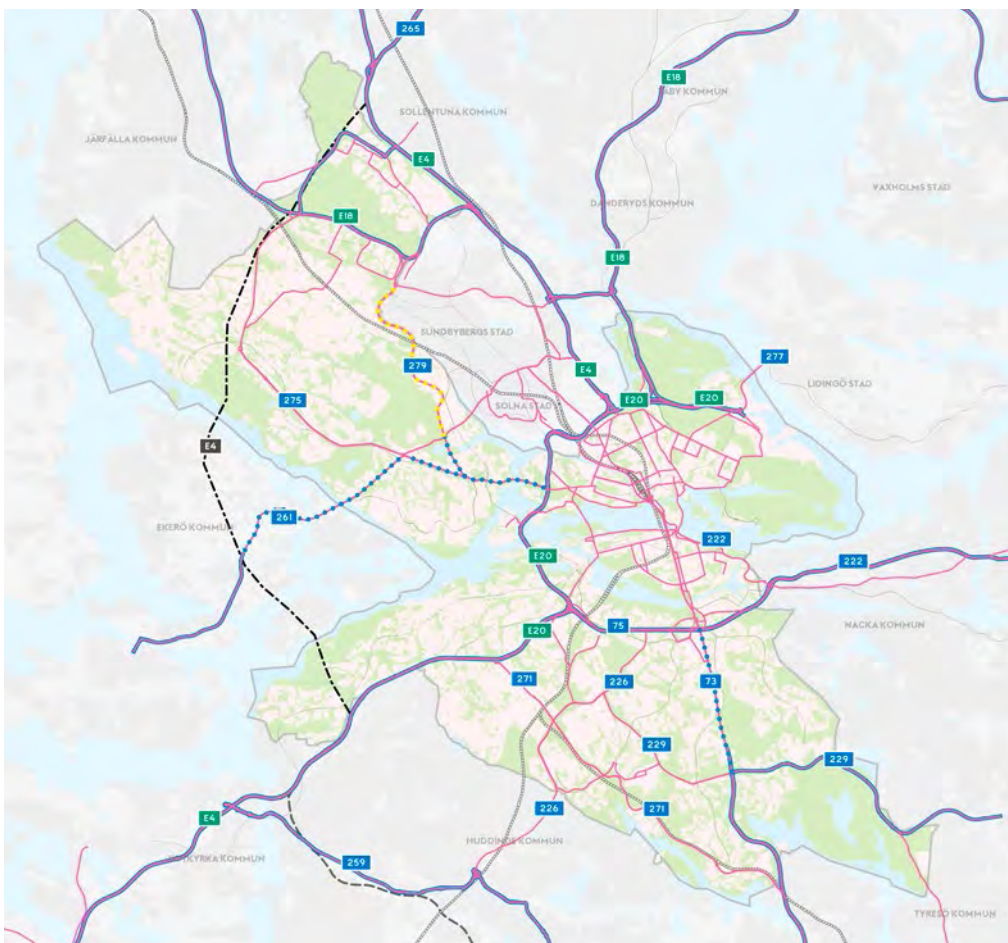 265
E18
TÄBY KOMMUN
SOLLENTUNA KOMMUN
JÄRFÄLLA KOMMUN
E4
VAXHOLMS STAD
DANDERYDS KOMMUN
E18
E18
SUNDBYBERGS STAD
277
279
E4
LIDINGÖ STAD
275
E20
E20
SOLNA STAD
E4
261
EKERÖ KOMMUN
222
E20
222
75
NACKA KOMMUN
E20
271
226
73
229
229
226
271
E4
HUDDINGE KOMMUN
KYRKA KOMMUN
259
TYRESÖ KOMMUN